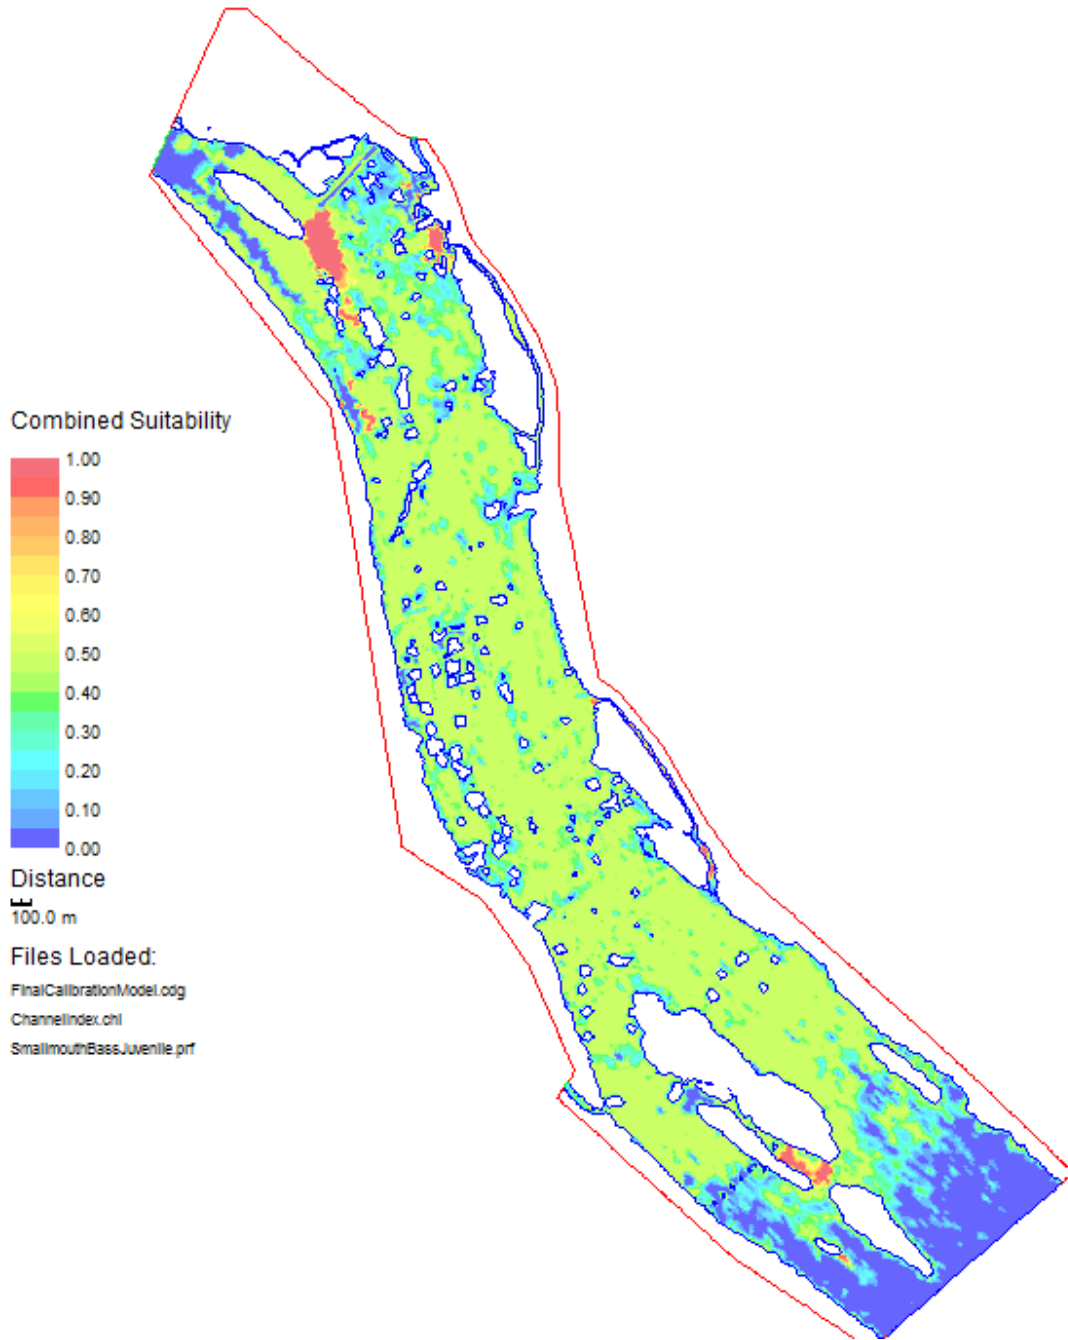 Combined Suitability
1.00
0.90
0.80
0.70
0.60
0.50
0.40
0.30
0.20
0.10
0.00
Distance
100.0 m
Files Loaded:
FinalCalibrationModel.cdg
ChannelIndex.chi
SmallmouthBassJuvenile.prf